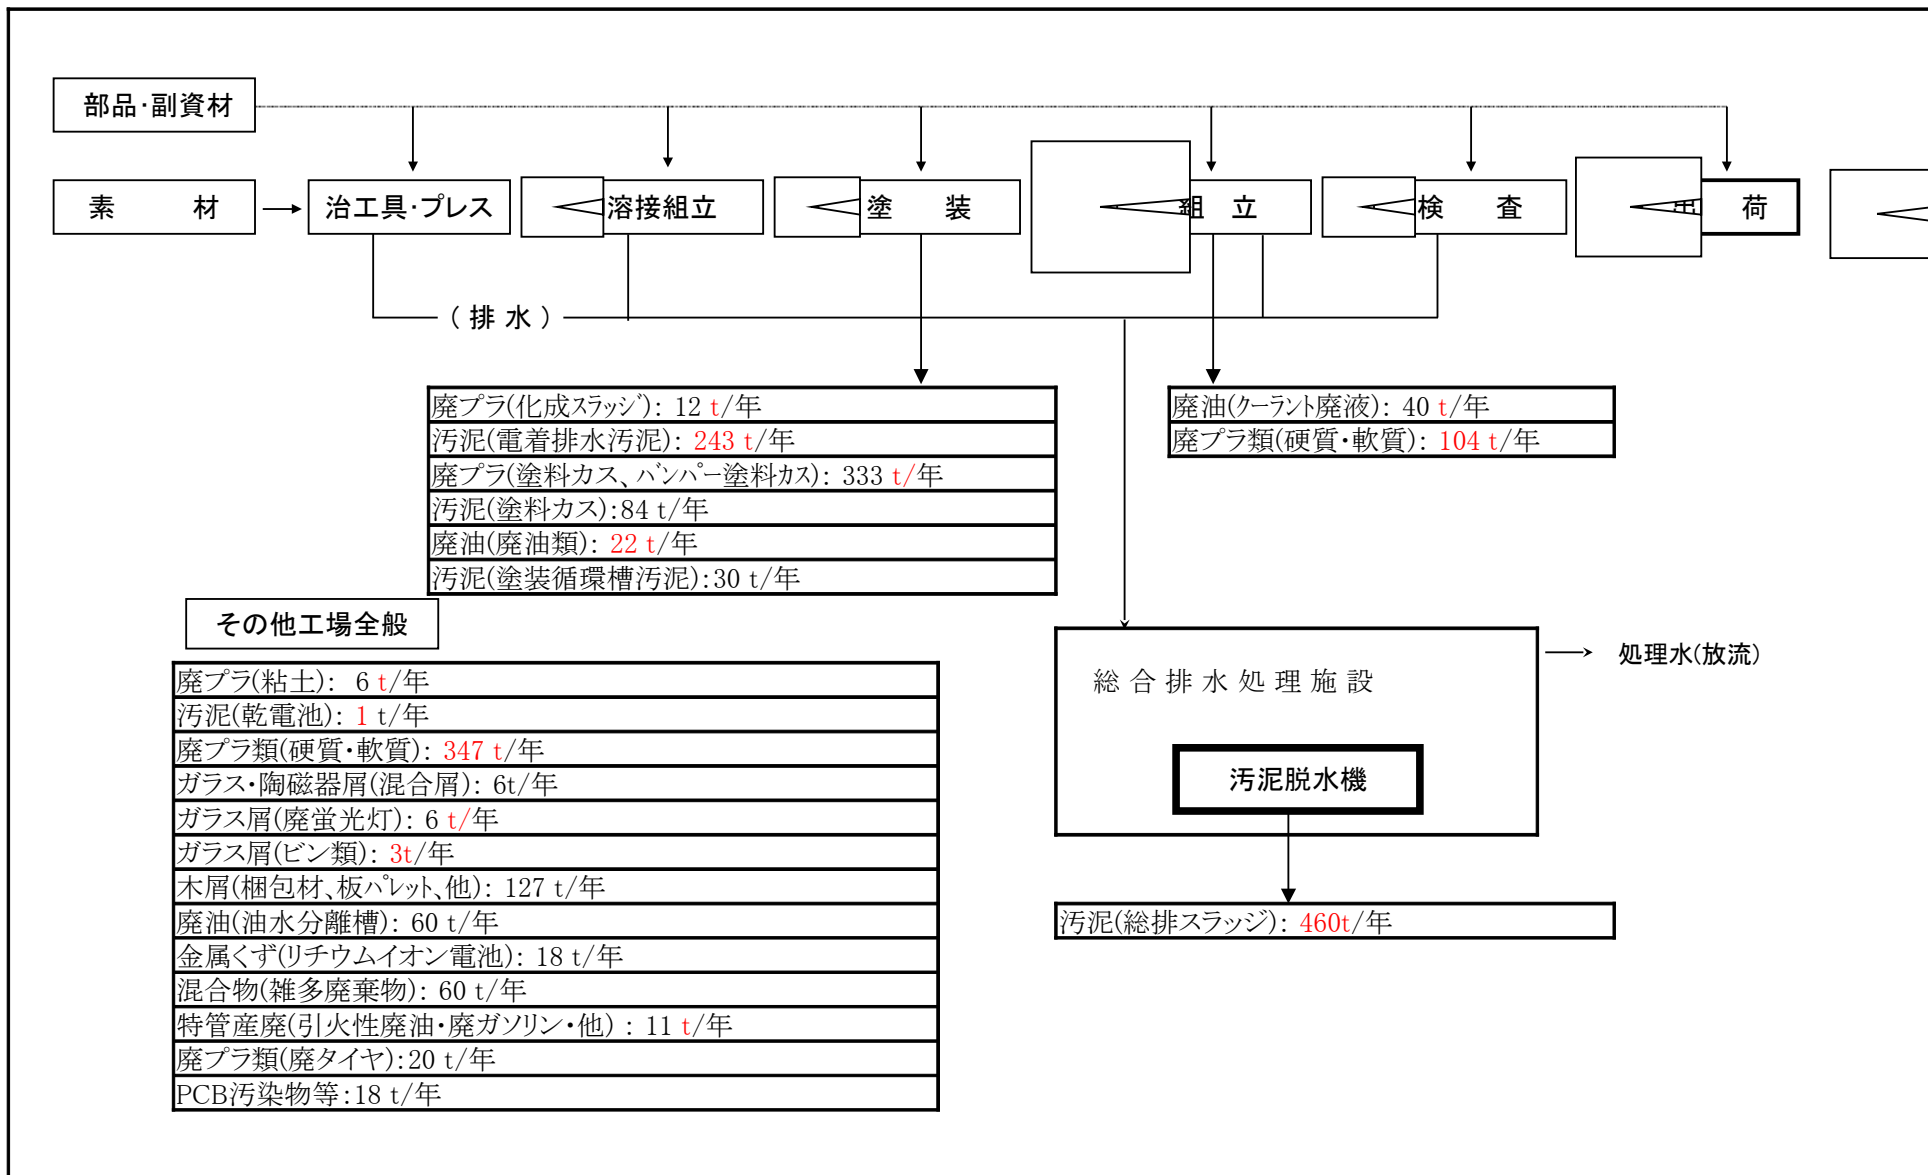 部品・副資材
素　　材
治工具・プレス
溶接組立
塗　装
組 立
検　査
出　荷
(排 水)
廃プラ(化成スラッジ): 12 t/年
汚泥(電着排水汚泥): 243 t/年
廃プラ(塗料カス、バンパー塗料カス): 333 t/年
汚泥(塗料カス):84 t/年
廃油(廃油類): 22 t/年
汚泥(塗装循環槽汚泥):30 t/年
廃油(クーラント廃液): 40 t/年
廃プラ類(硬質・軟質): 104 t/年
その他工場全般
廃プラ(粘土): 6 t/年
汚泥(乾電池): 1 t/年
廃プラ類(硬質・軟質): 347 t/年
ガラス・陶磁器屑(混合屑): 6t/年
ガラス屑(廃蛍光灯): 6 t/年
ガラス屑(ビン類): 3t/年
木屑(梱包材、板パレット、他): 127 t/年
廃油(油水分離槽): 60 t/年
金属くず(リチウムイオン電池): 18 t/年
混合物(雑多廃棄物): 60 t/年
特管産廃(引火性廃油・廃ガソリン・他) : 11 t/年
廃プラ類(廃タイヤ):20 t/年
PCB汚染物等:18 t/年
総合排水処理施設
処理水(放流)
汚泥脱水機
汚泥(総排スラッジ): 460t/年